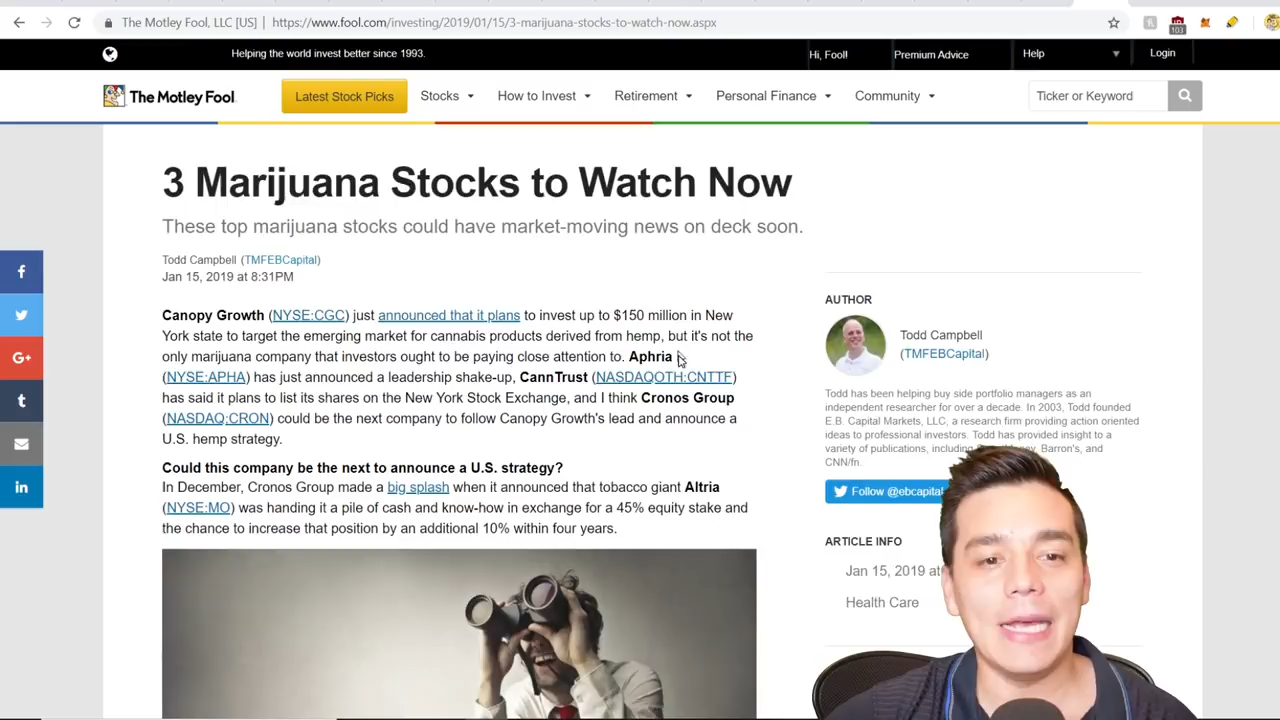 The Motley Fool, LLC [US] | https://www.fool.com/investing/2019/01/15/3-marijuana-stocks-to-watch-now.aspx
103
Helping the world invest better since 1993.
Hi, Fool!
Premium Advice
Help
Login
The Motley Fool
Latest Stock Picks
Stocks
How to Invest
Retirement
Personal Finance
Community
Ticker or Keyword
3 Marijuana Stocks to Watch Now
These top marijuana stocks could have market-moving news on deck soon.
Todd Campbell (TMFEBCapital)
Jan 15, 2019 at 8:31PM
Canopy Growth (NYSE:CGC) just announced that it plans to invest up to $150 million in New
York state to target the emerging market for cannabis products derived from hemp, but it's not the
only marijuana company that investors ought to be paying close attention to. Aphria
(NYSE:APHA) has just announced a leadership shake-up, CannTrust (NASDAQOTH:CNTTF)
has said it plans to list its shares on the New York Stock Exchange, and I think Cronos Group
(NASDAQ:CRON) could be the next company to follow Canopy Growth's lead and announce a
U.S. hemp strategy.
Could this company be the next to announce a U.S. strategy?
In December, Cronos Group made a big splash when it announced that tobacco giant Altria
(NYSE:MO) was handing it a pile of cash and know-how in exchange for a 45% equity stake and
the chance to increase that position by an additional 10% within four years.
AUTHOR
Todd Campbell
(TMFEBCapital)
Todd has been helping buy side portfolio managers as an
independent researcher for over a decade. In 2003, Todd founded
E.B. Capital Markets, LLC, a research firm providing action oriented
ideas to professional investors. Todd has provided insight to a
variety of publications, including Barron's, and
CNN/fn
Follow @ebcapital
ARTICLE INFO
Jan 15, 2019 at
Health Care